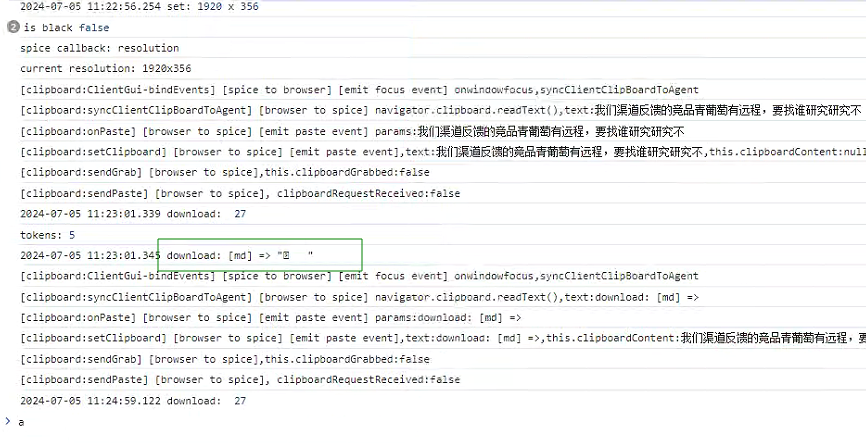 2024-07-05 11:22:56.254 set: 1920 x 356
2 is black false
spice callback: resolution
current resolution: 1920x356
[clipboard:ClientGui-bindEvents] [spice to browser] [emit focus event] onwindowfocus,syncClientClipBoardToAgent
[clipboard:syncClientClipBoardToAgent] [browser to spice] navigator.clipboard.readText(),text:我们渠道反馈的竟品青葡萄有远程，要找谁研究研究不
[clipboard:onPaste] [browser to spice] [emit paste event] params:我们渠道反馈的竟品青葡萄有远程，要找谁研究研究不
[clipboard:setClipboard] [browser to spice] [emit paste event],text:我们渠道反馈的竟品青葡萄有远程，要找谁研究研究不,this.clipboardContent:null
[clipboard:sendGrab] [browser to spice],this.clipboardGrabbed:false
[clipboard:sendPaste] [browser to spice], clipboardRequestReceived:false
2024-07-05 11:23:01.339 download:  27
tokens: 5
2024-07-05 11:23:01.345 download: [md] => "   "
[clipboard:ClientGui-bindEvents] [spice to browser] [emit focus event] onwindowfocus,syncClientClipBoardToAgent
[clipboard:syncClientClipBoardToAgent] [browser to spice] navigator.clipboard.readText(),text:download: [md] =>
[clipboard:onPaste] [browser to spice] [emit paste event] params:download: [md] =>
[clipboard:setClipboard] [browser to spice] [emit paste event],text:download: [md] =>,this.clipboardContent:我们渠道反馈的竟品青葡萄有远程，要
[clipboard:sendGrab] [browser to spice],this.clipboardGrabbed:false
[clipboard:sendPaste] [browser to spice], clipboardRequestReceived:false
2024-07-05 11:24:59.122 download:  27
> a